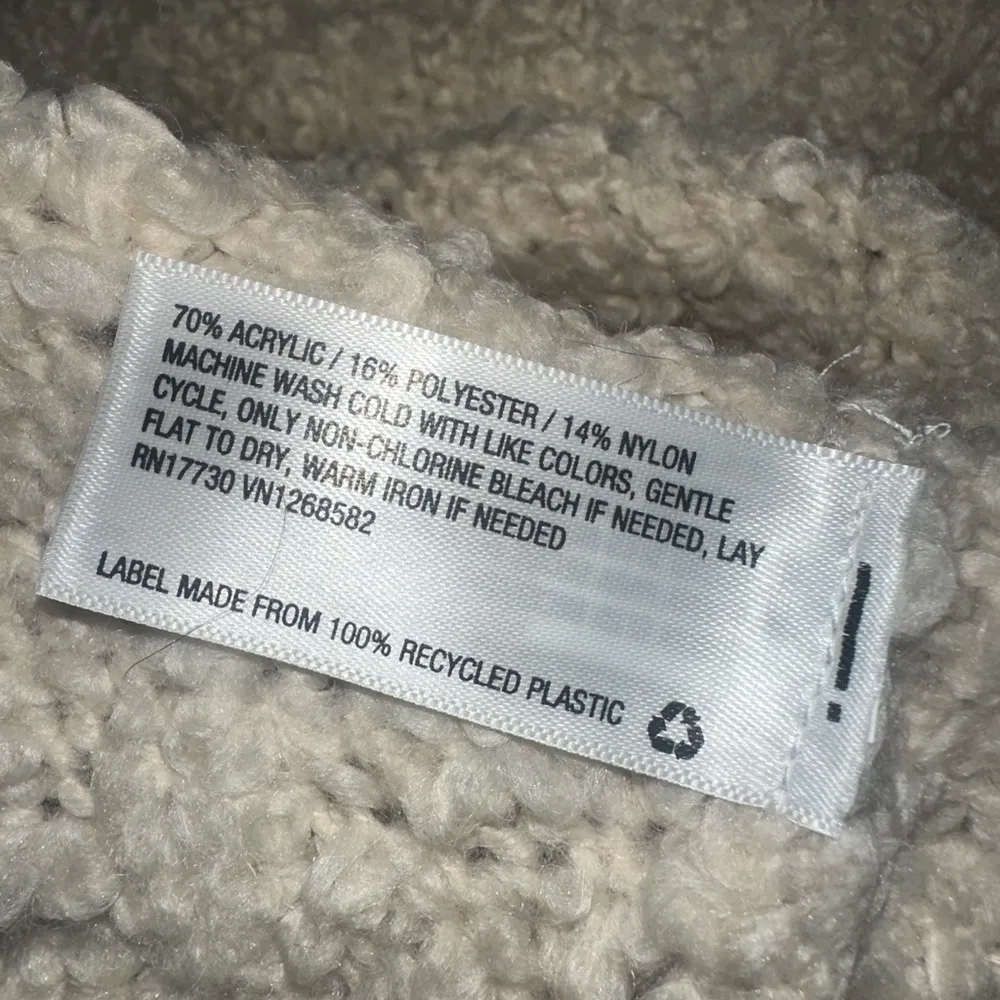 70% ACRYLIC / 16% POLYESTER / 14% NYLON
MACHINE WASH COLD WITH LIKE COLORS, GENTLE
CYCLE, ONLY NON-CHLORINE BLEACH IF NEEDED, LAY
FLAT TO DRY, WARM IRON IF NEEDED
RN17730 VN1268582
LABEL MADE FROM 100% RECYCLED PLASTIC